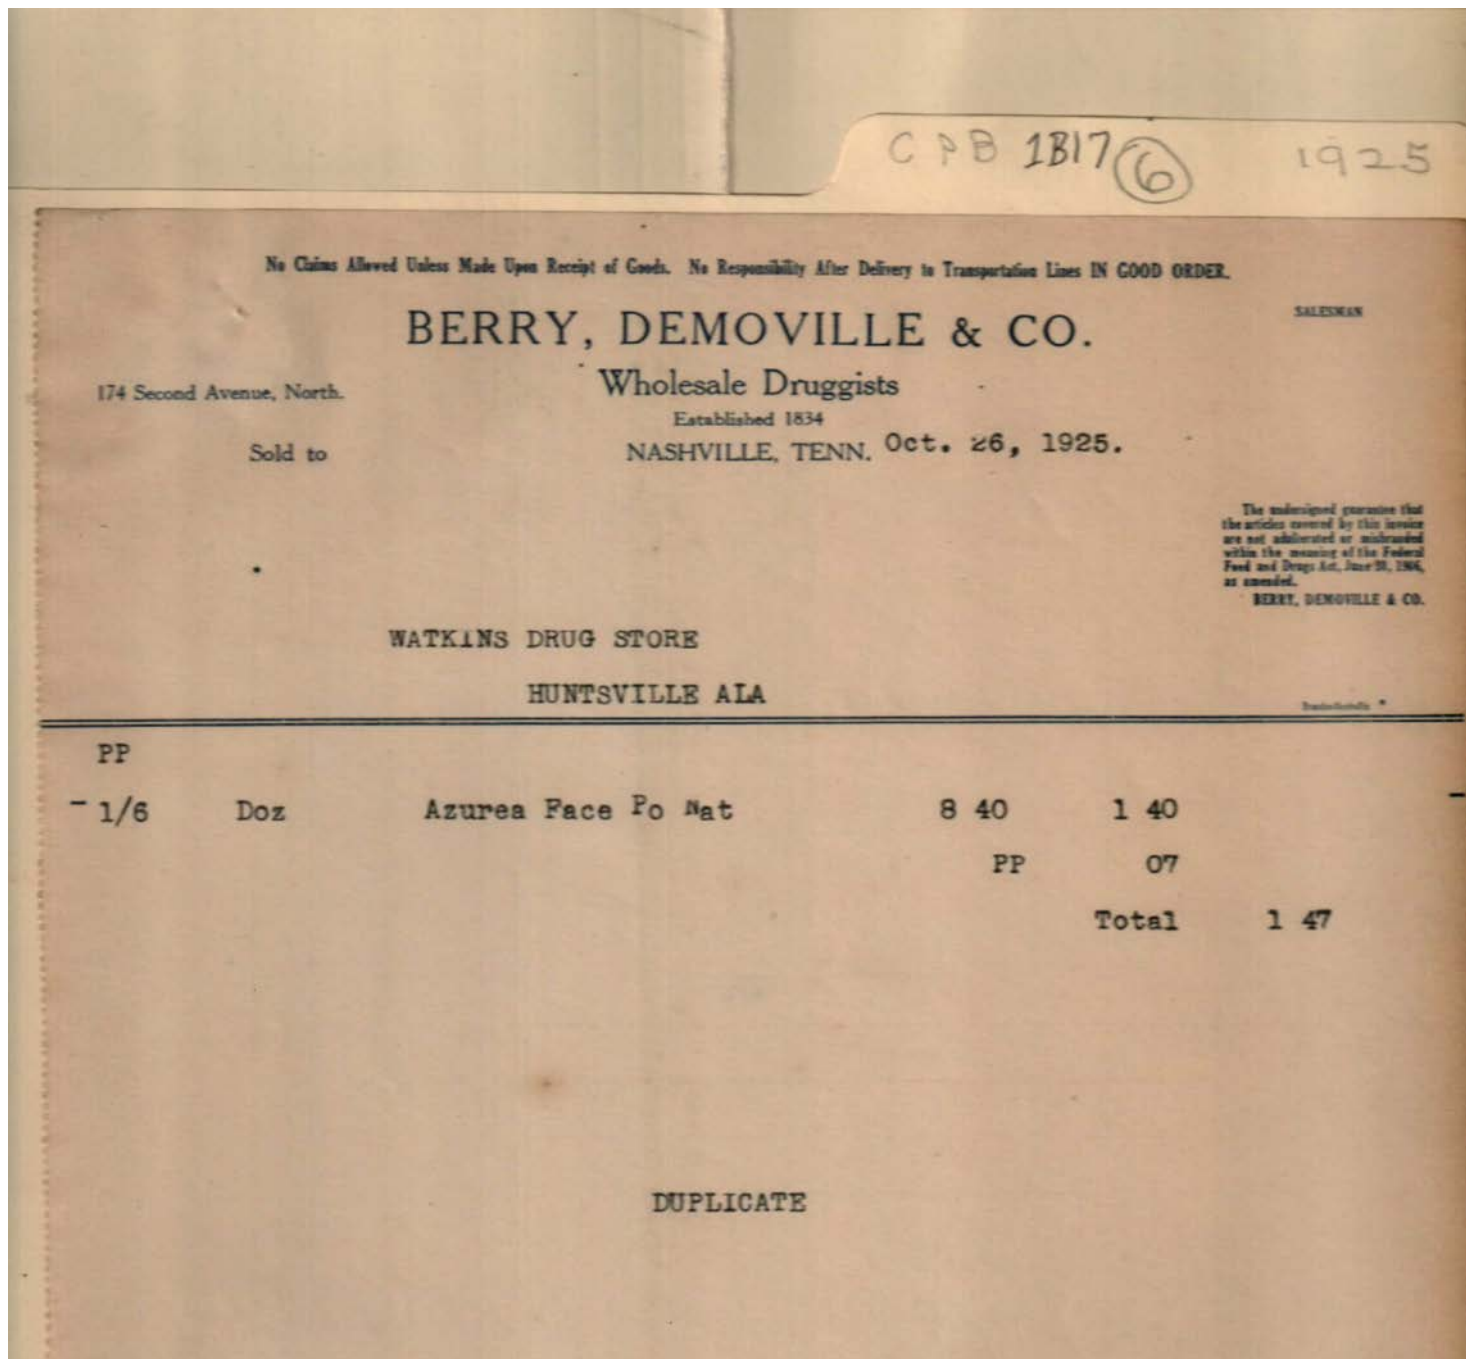 CPB 1B17 6 1925
No Claims Allowed Unless Made Upon Receipt of Goods. No Responsibility After Delivery to Transportation Lines IN GOOD ORDER.
SALESMAN
BERRY, DEMOVILLE & CO.
174 Second Avenue, North.
Wholesale Druggists
Established 1834
Sold to
NASHVILLE, TENN. Oct. 26, 1925.
The undersigned guarantee that
the articles covered by this invoice
are not adulterated or misbranded
within the meaning of the Federal
Food and Drugs Act, June 30, 1906,
as amended.
BERRY, DEMOVILLE & CO.
WATKINS DRUG STORE
HUNTSVILLE ALA
PP
- 1/6 Doz Azurea Face Po Nat 8 40 1 40
PP 07
Total 1 47
DUPLICATE